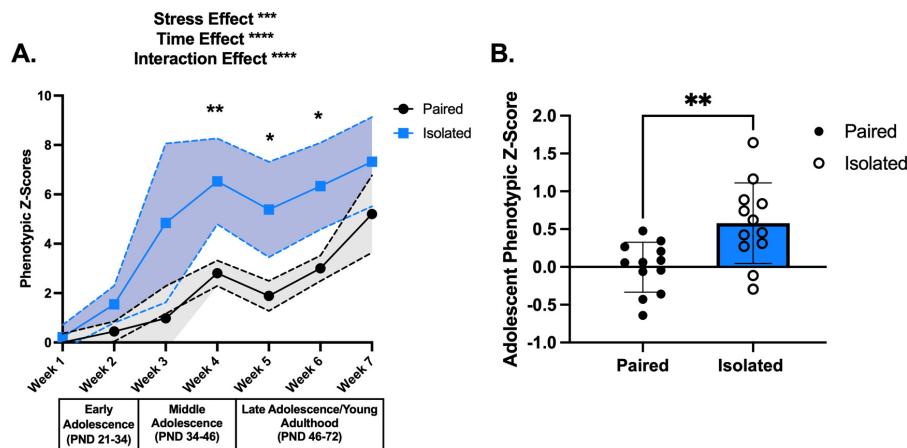 Stress Effect ***
Time Effect ****
Interaction Effect ****
A.
10
8
6
4
2
0
Phenotypic Z-Scores
**
*
*
Paired
Isolated
Week 1
Week 2
Week 3
Week 4
Week 5
Week 6
Week 7
Early
Adolescence
(PND 21-34)
Middle
Adolescence
(PND 34-46)
Late Adolescence/Young
Adulthood
(PND 46-72)
B.
**
Adolescent Phenotypic Z-Score
2.0
1.5
1.0
0.5
0.0
-0.5
-1.0
Paired
Isolated
Paired
Isolated